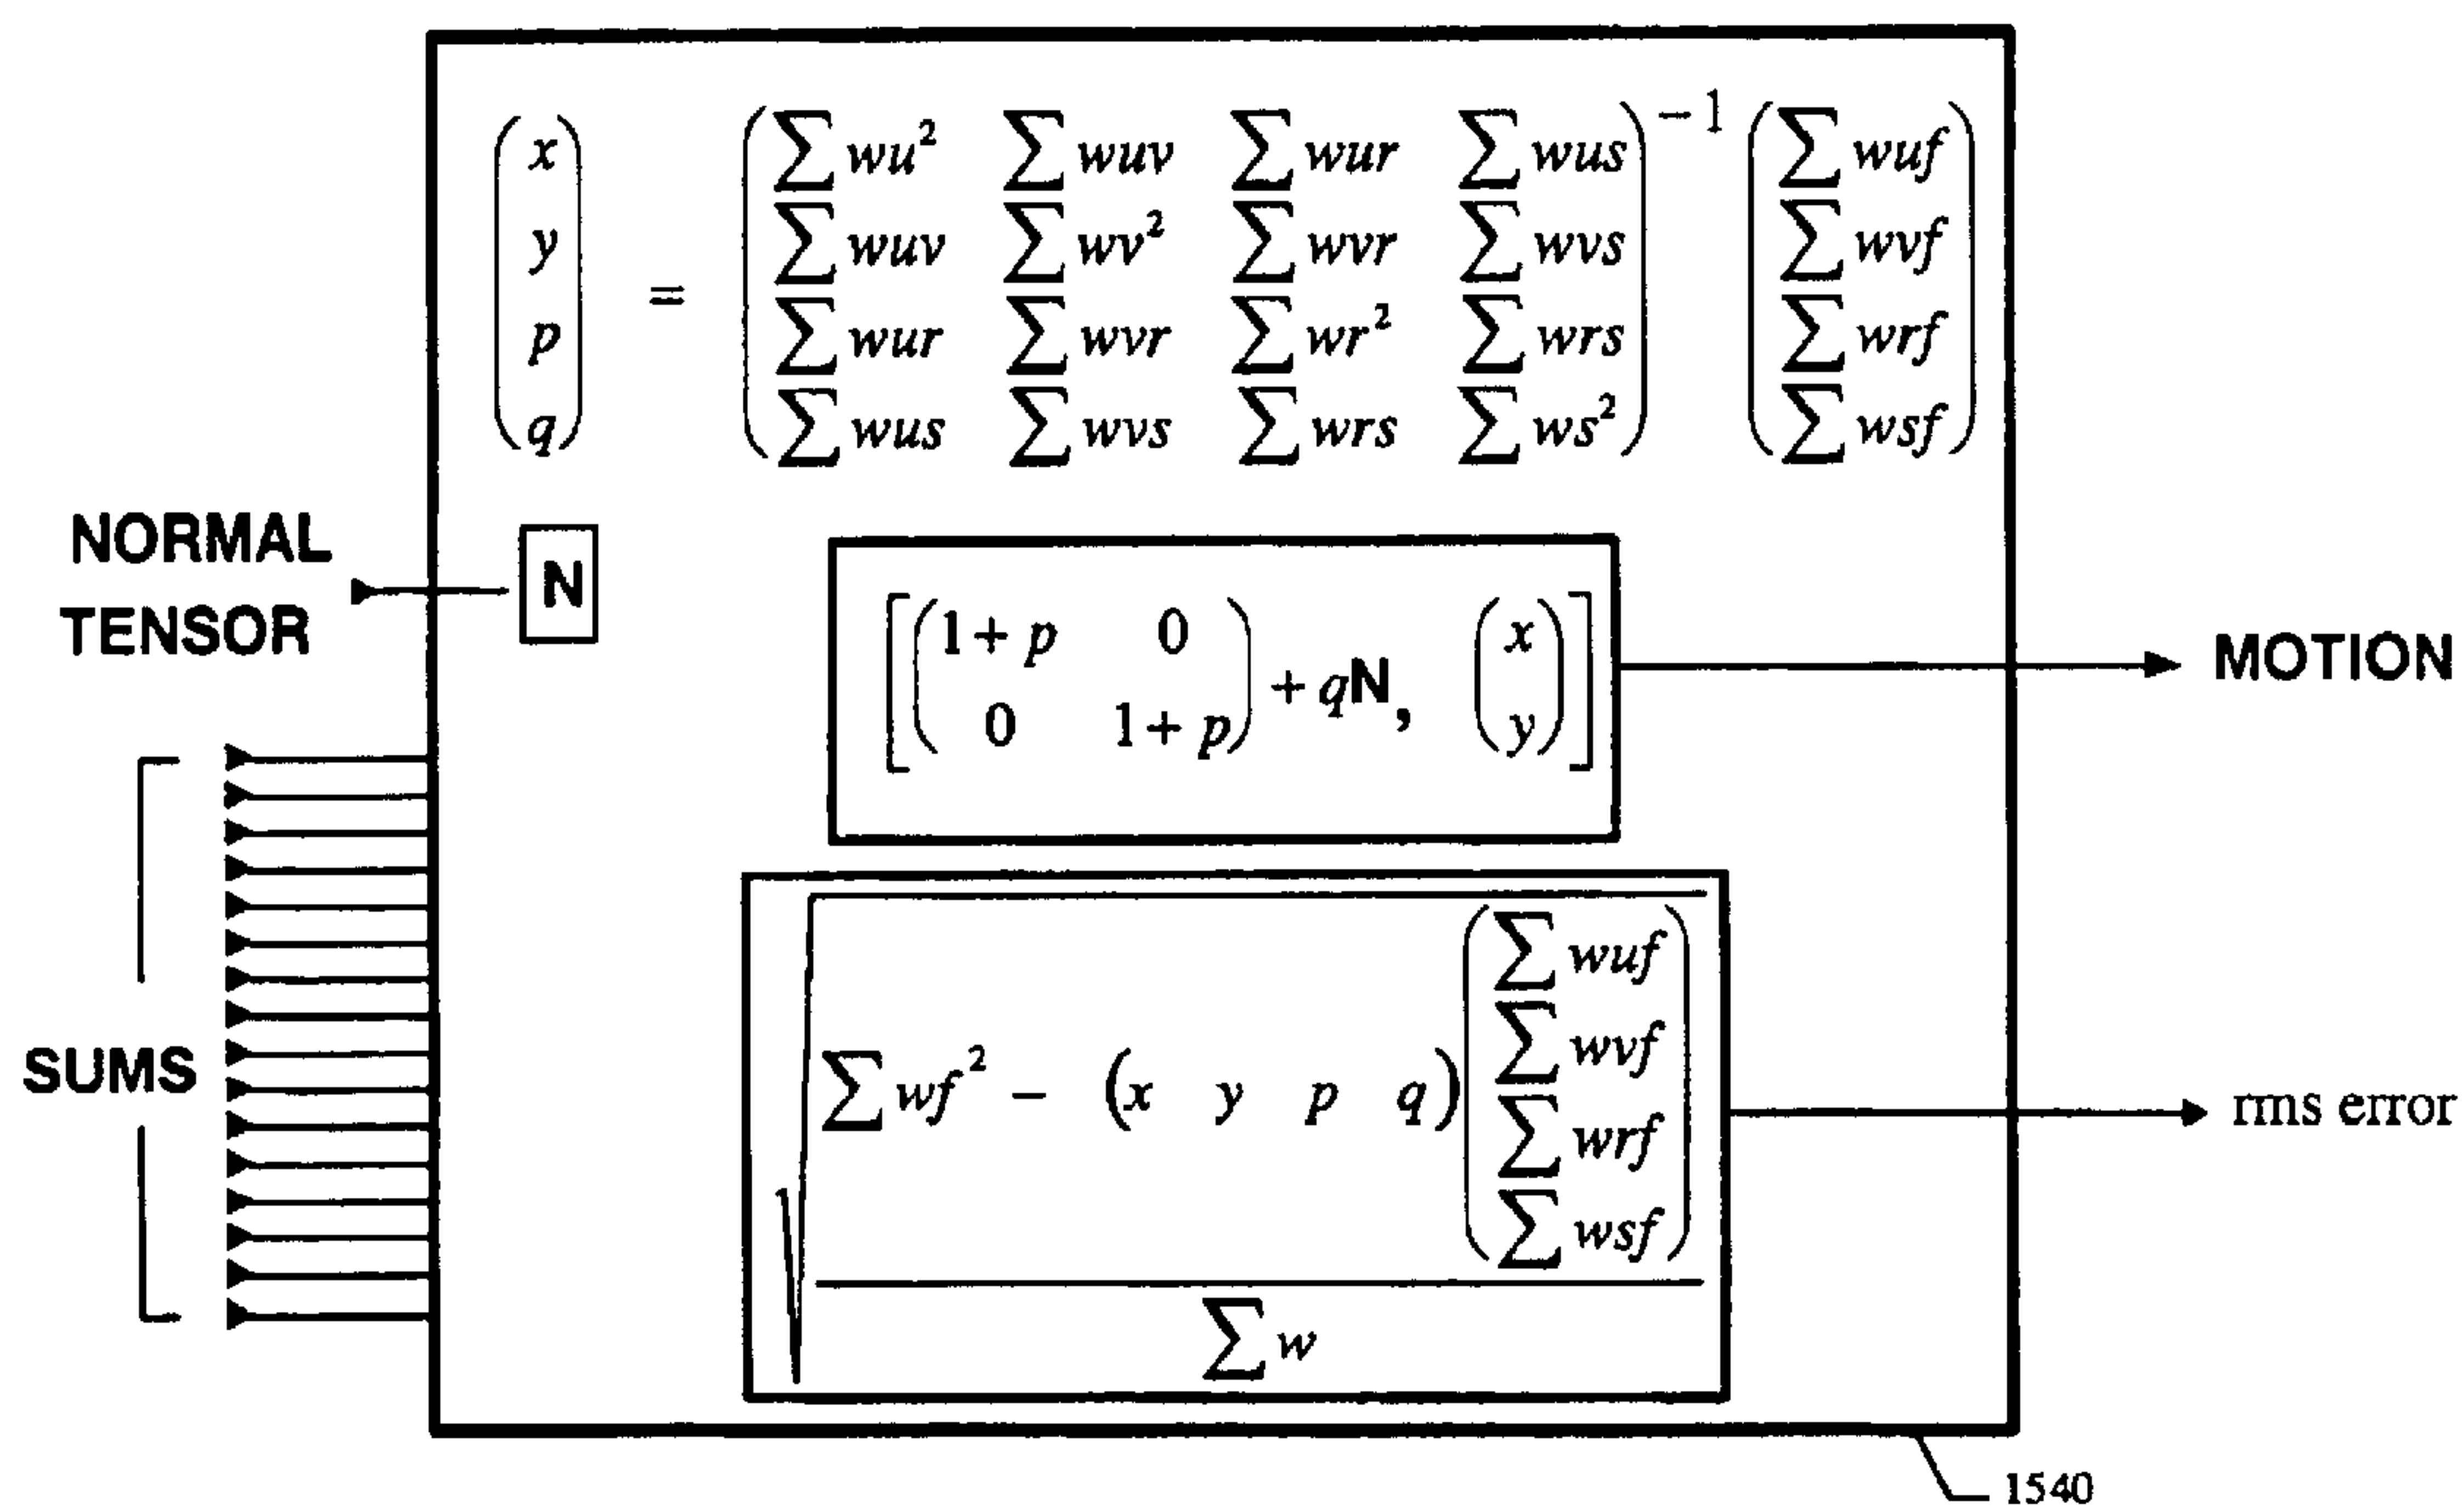 (x y p q) = (∑wu² ∑wuv ∑wur ∑wus
∑wuv ∑wv² ∑wvr ∑wvs
∑wur ∑wvr ∑wr² ∑wrs
∑wus ∑wvs ∑wrs ∑ws²)⁻¹ (∑wuf ∑wvf ∑wrf ∑wsf)
NORMAL
TENSOR
N
[(1+p 0
0 1+p) + qN, (x y)]
MOTION
SUMS
√ ∑wf² − (x y p q) (∑wuf ∑wvf ∑wrf ∑wsf)
∑w
rms error
1540